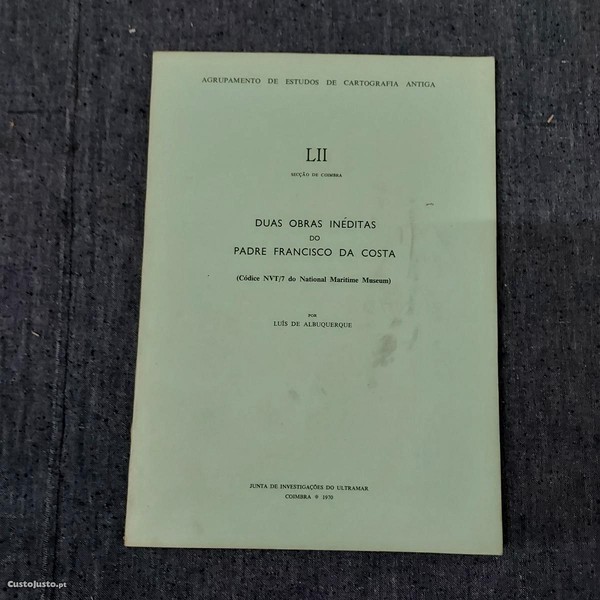 AGRUPAMENTO DE ESTUDOS DE CARTOGRAFIA ANTIGA
LII
SECÇÃO DE COIMBRA
DUAS OBRAS INÉDITAS
DO
PADRE FRANCISCO DA COSTA
(Códice NVT/7 do National Maritime Museum)
POR
LUÍS DE ALBUQUERQUE
JUNTA DE INVESTIGAÇÕES DO ULTRAMAR
COIMBRA • 1970
CustoJusto.pt